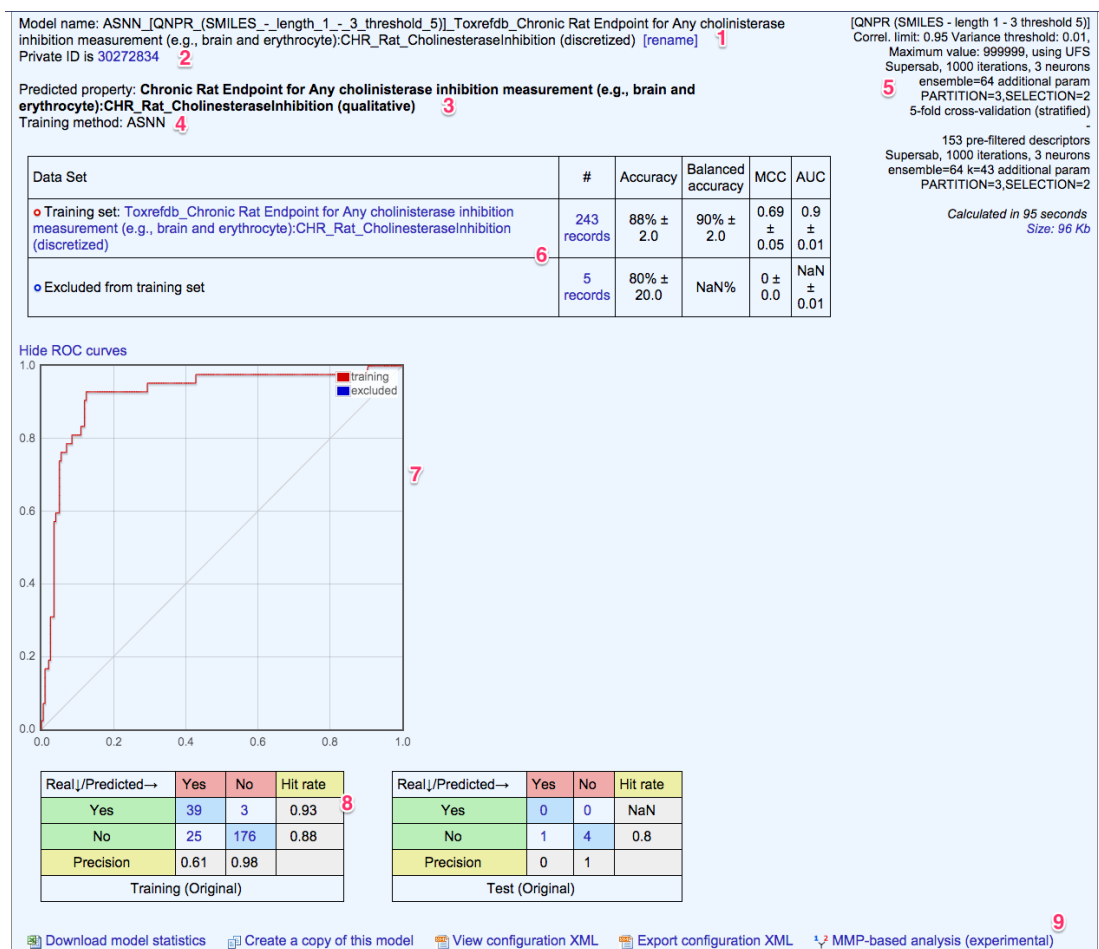 Model name: ASNN_[QNPR_(SMILES_-_length_1_-_3_threshold_5)]_Toxrefdb_Chronic Rat Endpoint for Any cholinisterase
inhibition measurement (e.g., brain and erythrocyte):CHR_Rat_CholinesteraseInhibition (discretized) [rename] 1
Private ID is 30272834 2
Predicted property: Chronic Rat Endpoint for Any cholinisterase inhibition measurement (e.g., brain and
erythrocyte):CHR_Rat_CholinesteraseInhibition (qualitative) 3
Training method: ASNN 4
[QNPR (SMILES - length 1 - 3 threshold 5)]
Correl. limit: 0.95 Variance threshold: 0.01,
Maximum value: 999999, using UFS
Supersab, 1000 iterations, 3 neurons
ensemble=64 additional param
5 PARTITION=3,SELECTION=2
5-fold cross-validation (stratified)
-
153 pre-filtered descriptors
Supersab, 1000 iterations, 3 neurons
ensemble=64 k=43 additional param
PARTITION=3,SELECTION=2
Calculated in 95 seconds
Size: 96 Kb
Data Set # Accuracy Balanced accuracy MCC AUC
Training set: Toxrefdb_Chronic Rat Endpoint for Any cholinisterase inhibition
measurement (e.g., brain and erythrocyte):CHR_Rat_CholinesteraseInhibition
(discretized)
243 records 88% ± 2.0 90% ± 2.0 0.69 ± 0.05 0.9 ± 0.01
6
Excluded from training set 5 records 80% ± 20.0 NaN% 0 ± 0.0 NaN ± 0.01
Hide ROC curves
1.0
training
excluded
0.8
7
0.6
0.4
0.2
0.0
0.0 0.2 0.4 0.6 0.8 1.0
Real↓/Predicted→ Yes No Hit rate
Yes 39 3 0.93 8
No 25 176 0.88
Precision 0.61 0.98
Training (Original)
Real↓/Predicted→ Yes No Hit rate
Yes 0 0 NaN
No 1 4 0.8
Precision 0 1
Test (Original)
9
Download model statistics Create a copy of this model View configuration XML Export configuration XML MMP-based analysis (experimental)